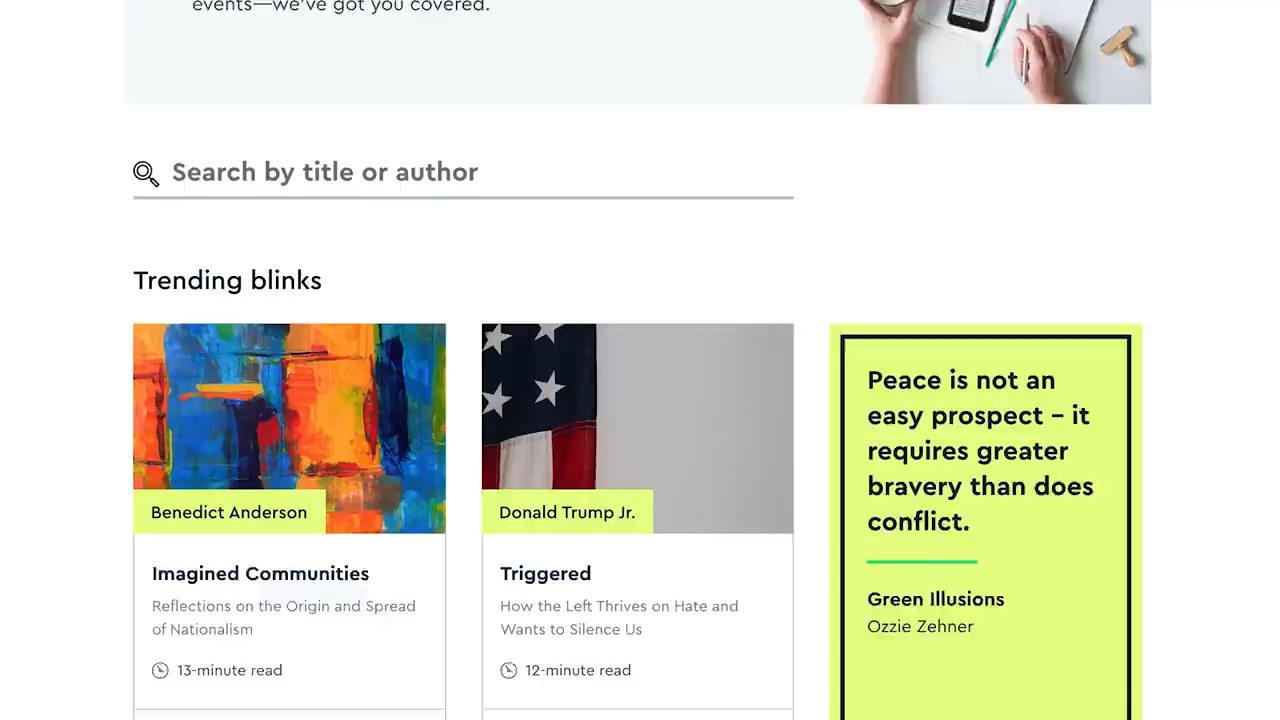 events—we've got you covered.
Search by title or author
Trending blinks
Benedict Anderson
Imagined Communities
Reflections on the Origin and Spread
of Nationalism
13-minute read
Donald Trump Jr.
Triggered
How the Left Thrives on Hate and
Wants to Silence Us
12-minute read
Peace is not an
easy prospect – it
requires greater
bravery than does
conflict.
Green Illusions
Ozzie Zehner